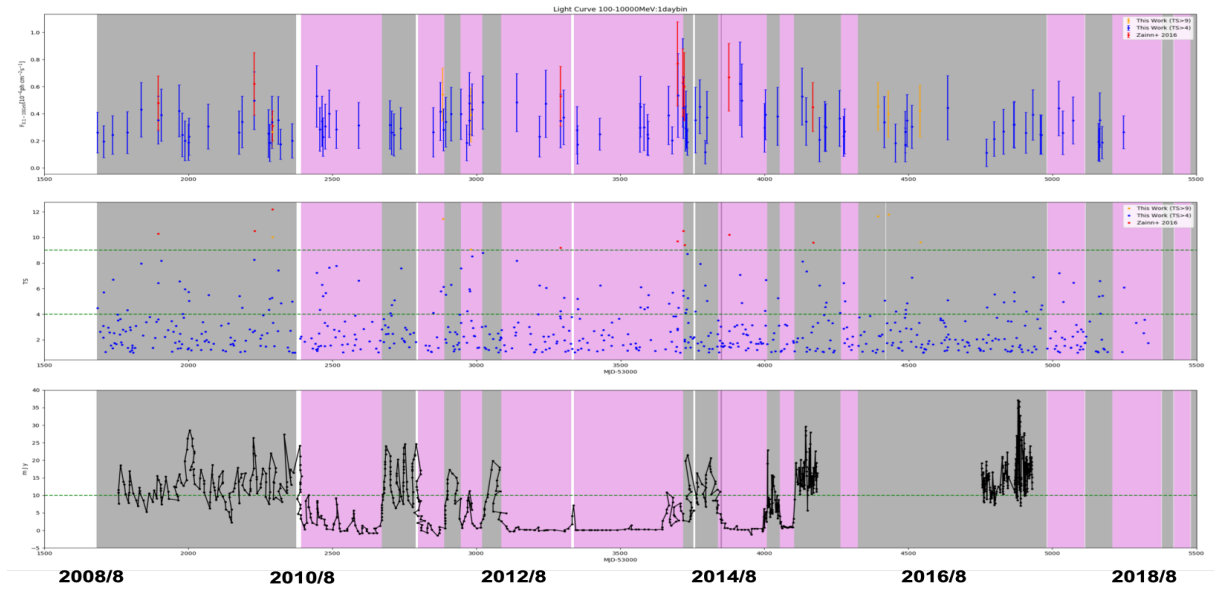 Light Curve 100-10000MeV:1daybin
1.0
0.8
0.6
0.4
0.2
0.0
This Work (TS>9)
This Work (TS>4)
Zainn+ 2016
1500 2000 2500 3000 3500 4000 4500 5000 5500
12
10
8
6
4
2
TS
This Work (TS>9)
This Work (TS>4)
Zainn+ 2016
1500 2000 2500 3000 3500 4000 4500 5000 5500
MJD-53000
40
35
30
25
20
15
10
5
0
−5
1500 2000 2500 3000 3500 4000 4500 5000 5500
MJD-53000
2008/8 2010/8 2012/8 2014/8 2016/8 2018/8